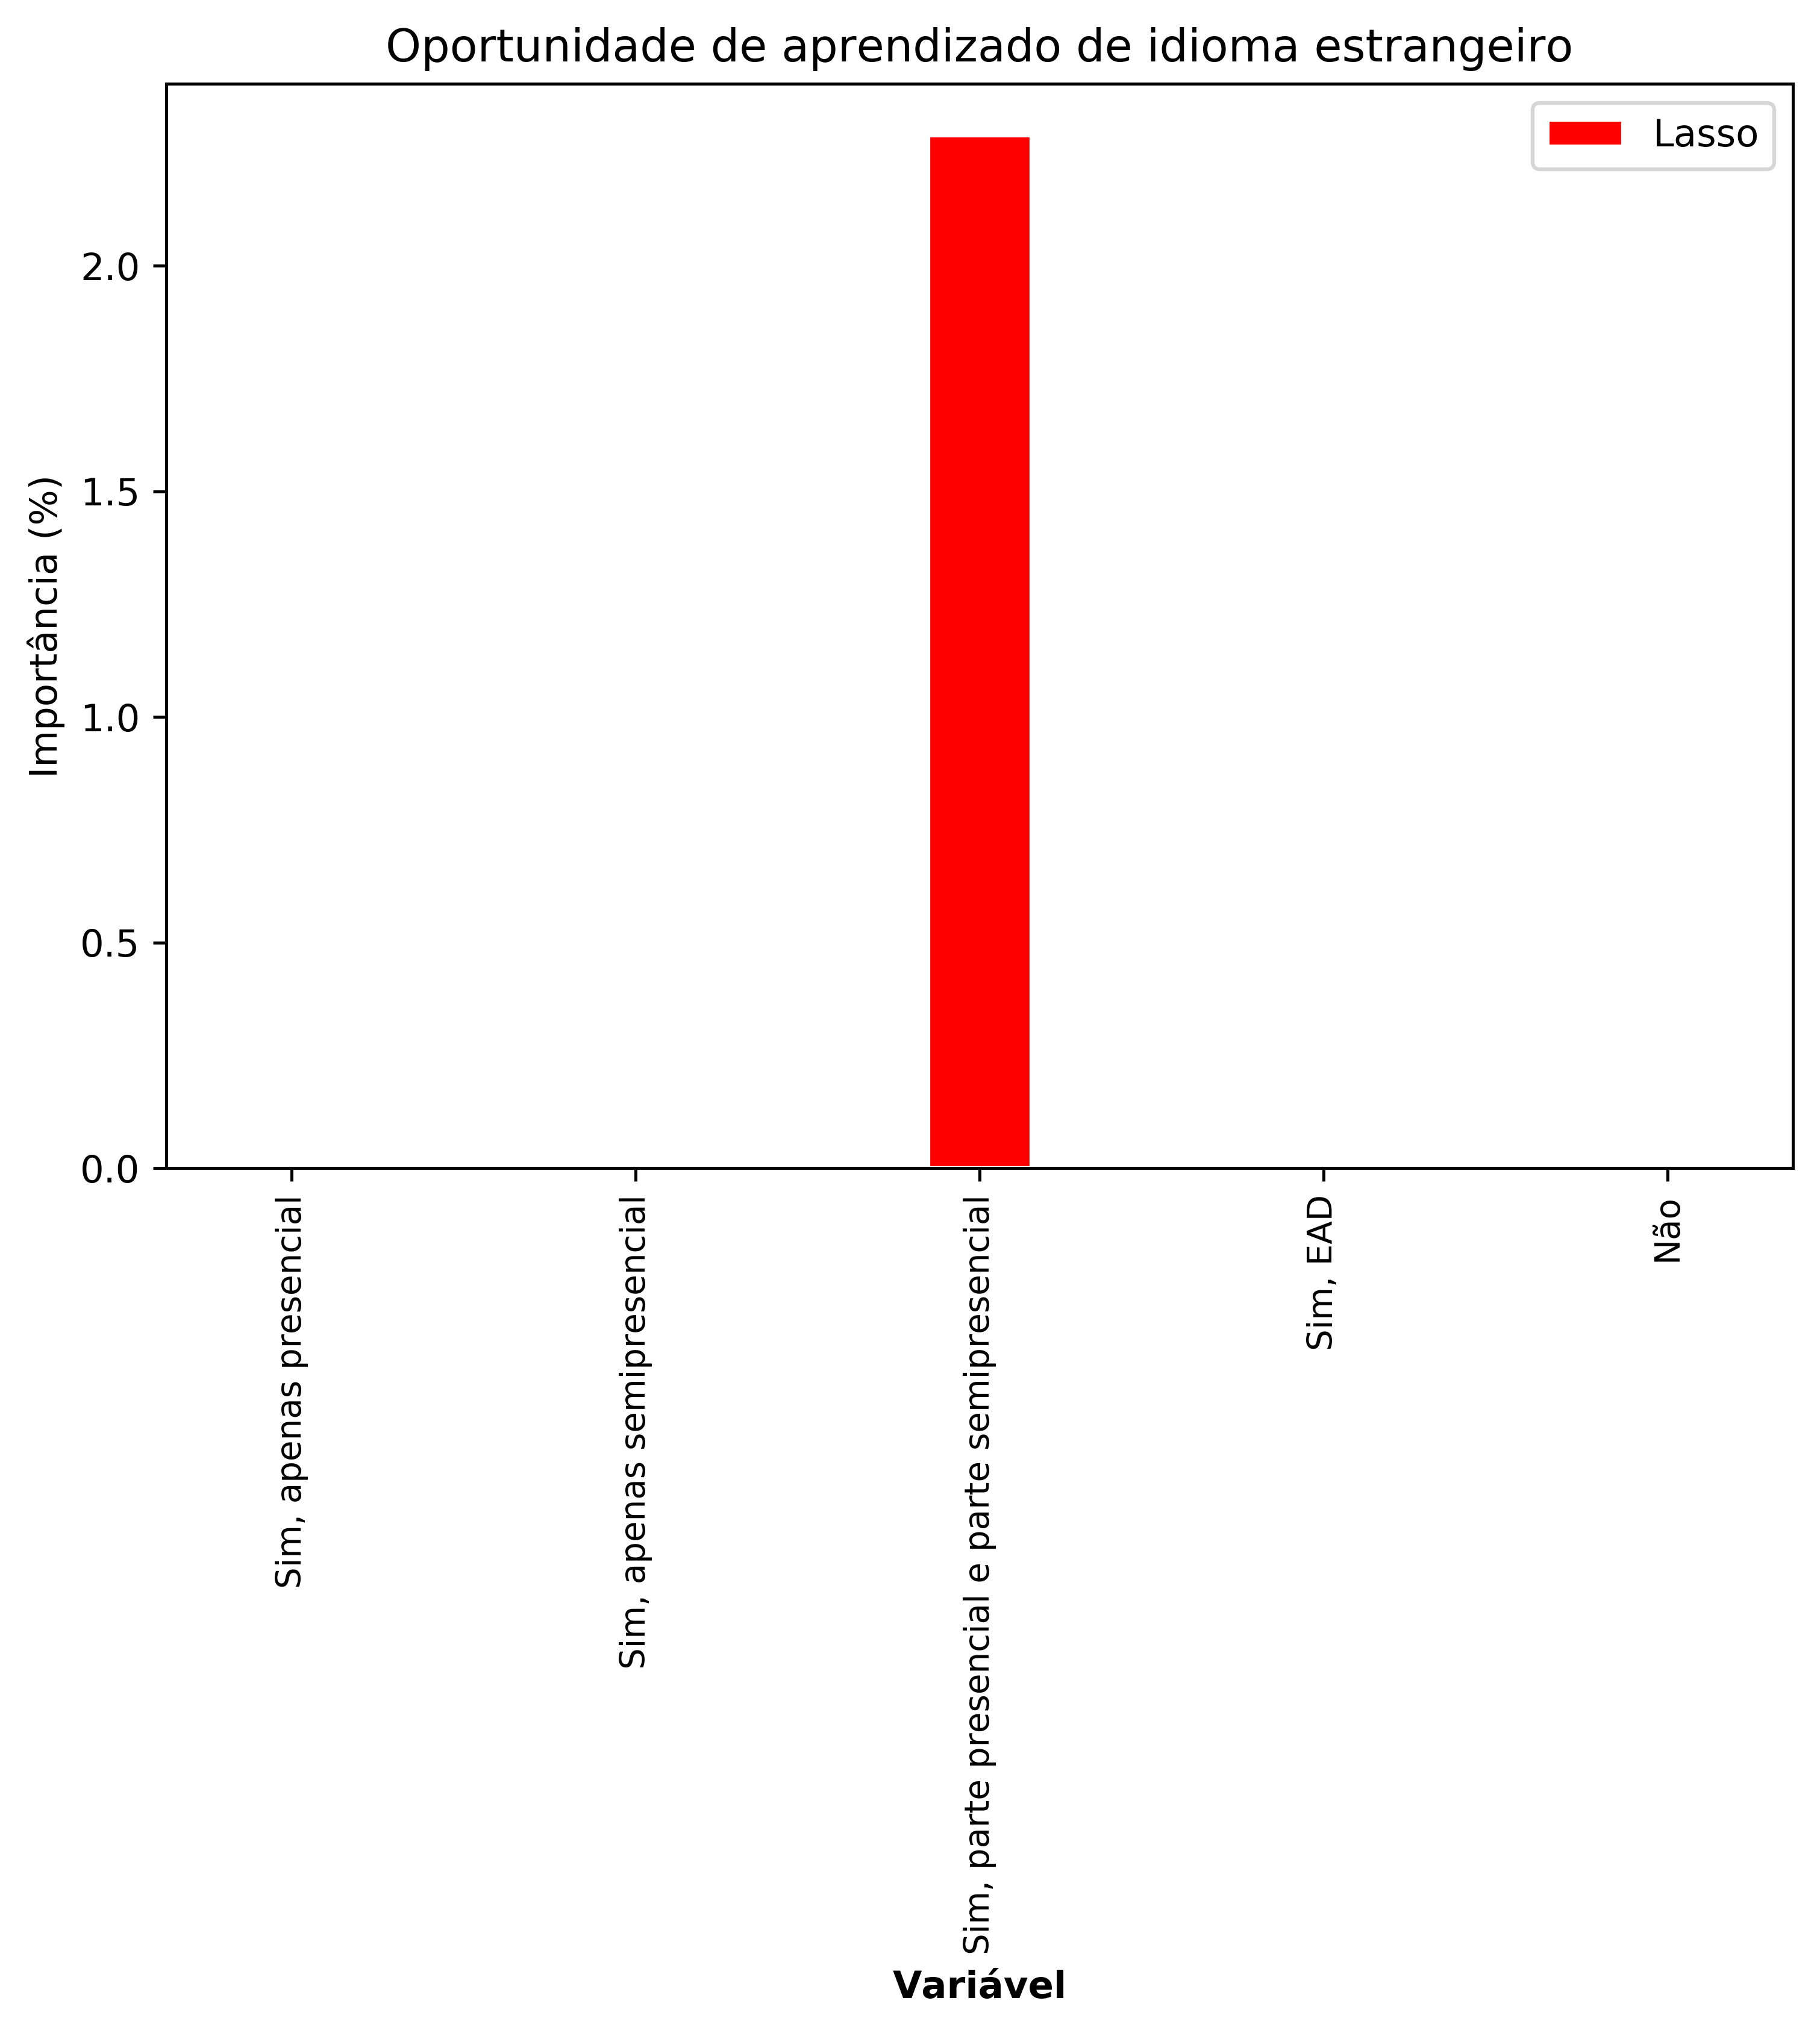 Oportunidade de aprendizado de idioma estrangeiro
Lasso
Importância (%)
2.0
1.5
1.0
0.5
0.0
Sim, apenas presencial
Sim, apenas semipresencial
Sim, parte presencial e parte semipresencial
Sim, EAD
Não
Variável